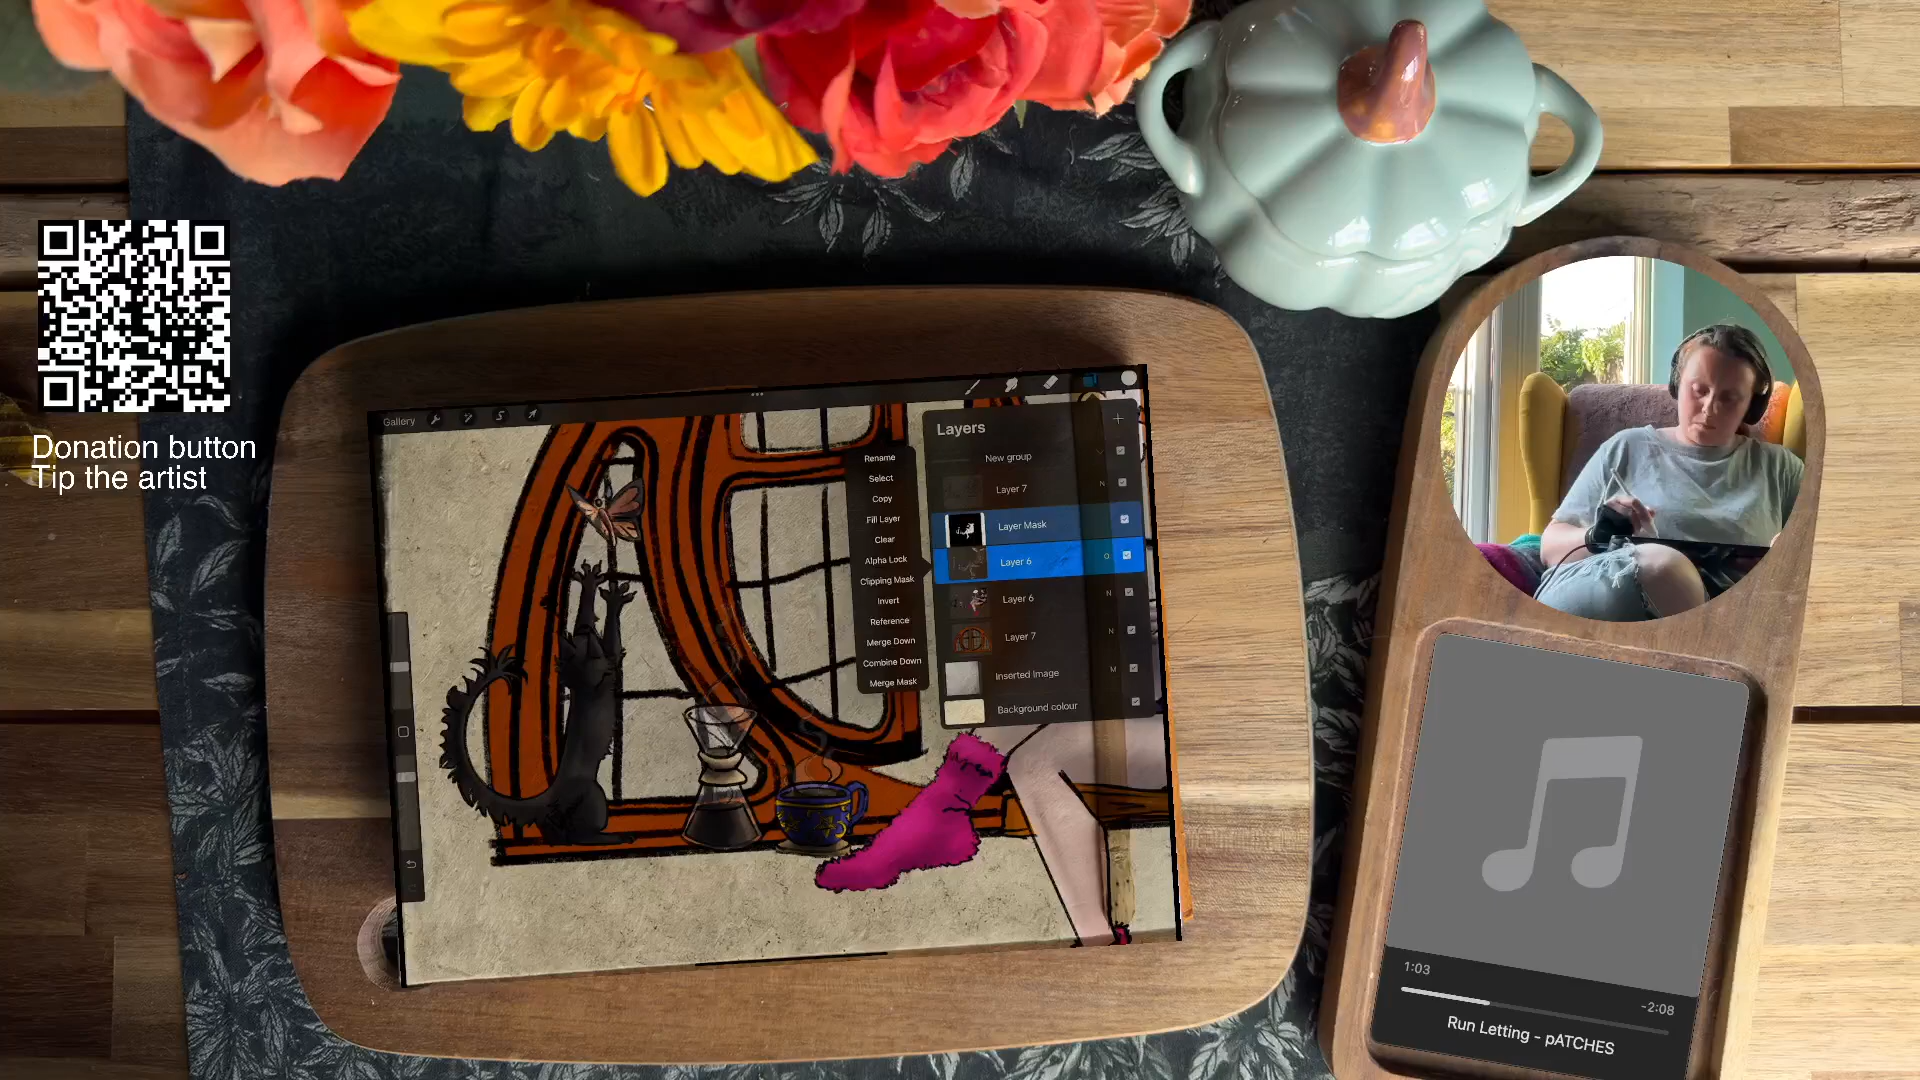 Donation button
Tip the artist
Gallery
Rename
Select
Copy
Fill Layer
Clear
Alpha Lock
Clipping Mask
Invert
Reference
Merge Down
Combine Down
Merge Mask
Layers
New group
Layer 7
N
Layer Mask
Layer 6
O
Layer 6
N
Layer 7
N
Inserted Image
M
Background colour
1:03
-2:08
Run Letting - pATCHES